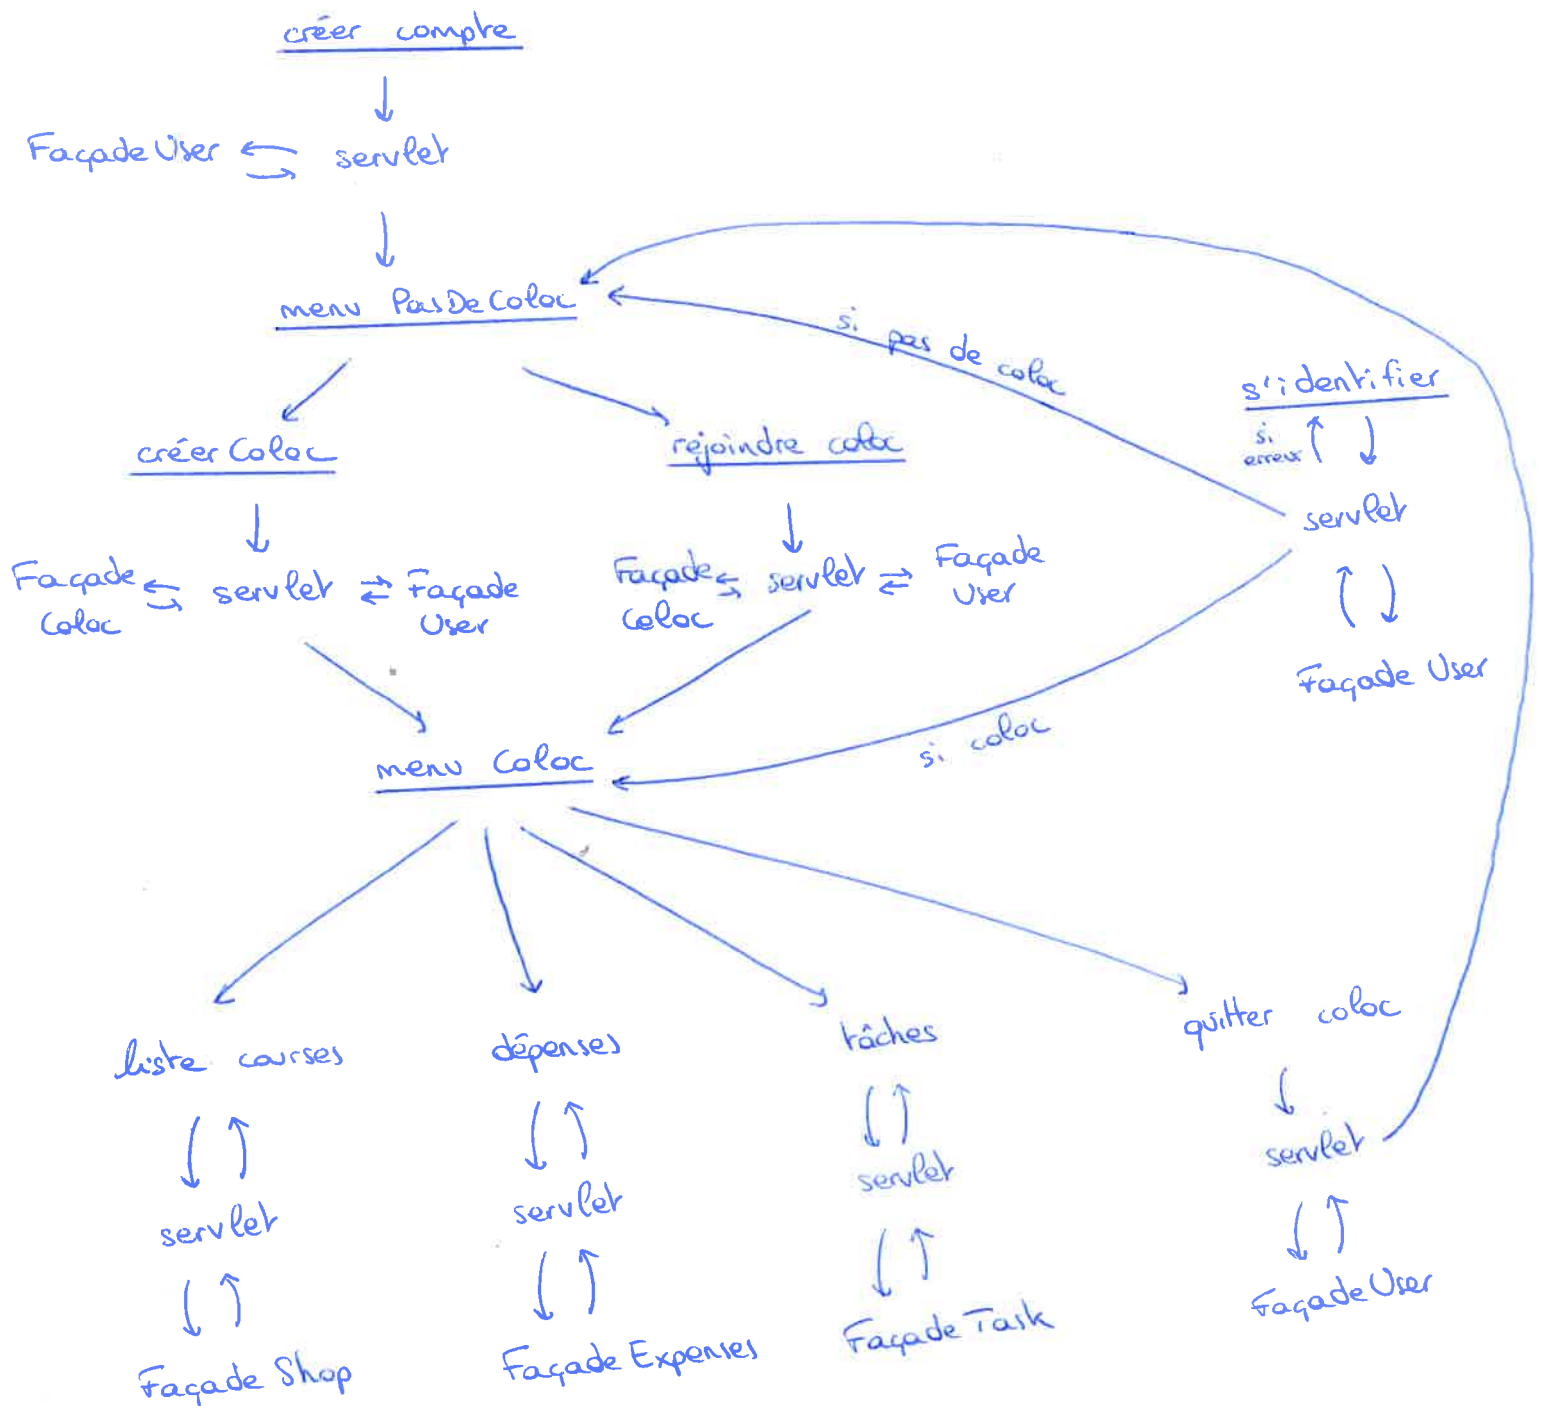 créer compte
Façade User
servlet
menu PasDeColoc
si pas de coloc
s'identifier
si
erreur
créer Coloc
rejoindre coloc
servlet
Façade
Coloc
servlet
Façade
User
Façade
Coloc
servlet
Façade
User
Façade User
si coloc
menu Coloc
liste courses
dépenses
tâches
quitter coloc
servlet
servlet
servlet
servlet
Façade Shop
Façade Expenses
Façade Task
Façade User